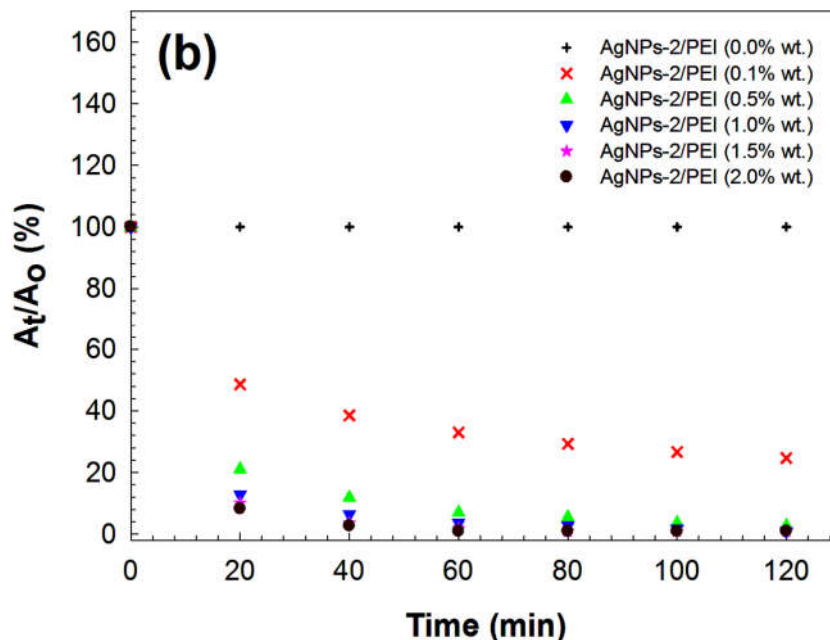 (b)
AgNPs-2/PEI (0.0% wt.)
AgNPs-2/PEI (0.1% wt.)
AgNPs-2/PEI (0.5% wt.)
AgNPs-2/PEI (1.0% wt.)
AgNPs-2/PEI (1.5% wt.)
AgNPs-2/PEI (2.0% wt.)
At/Ao (%)
160
140
120
100
80
60
40
20
0
0 20 40 60 80 100 120
Time (min)